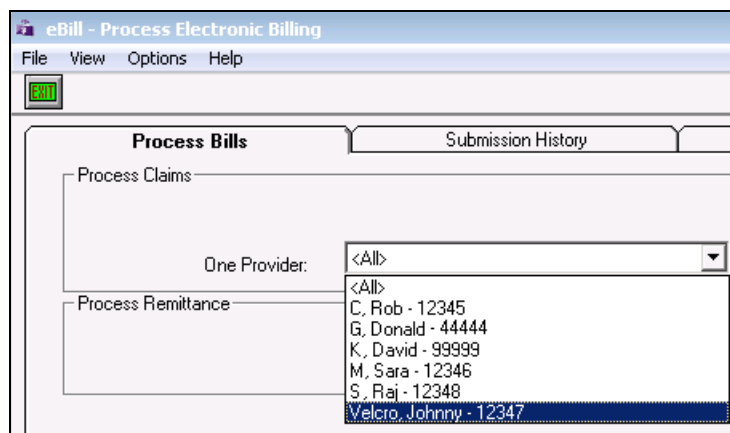 eBill - Process Electronic Billing
File View Options Help
EXIT
Process Bills Submission History
Process Claims
One Provider: <All>
<All>
C, Rob - 12345
G, Donald - 44444
K, David - 99999
Process Remittance
M, Sara - 12346
S, Raj - 12348
Velcro, Johnny - 12347